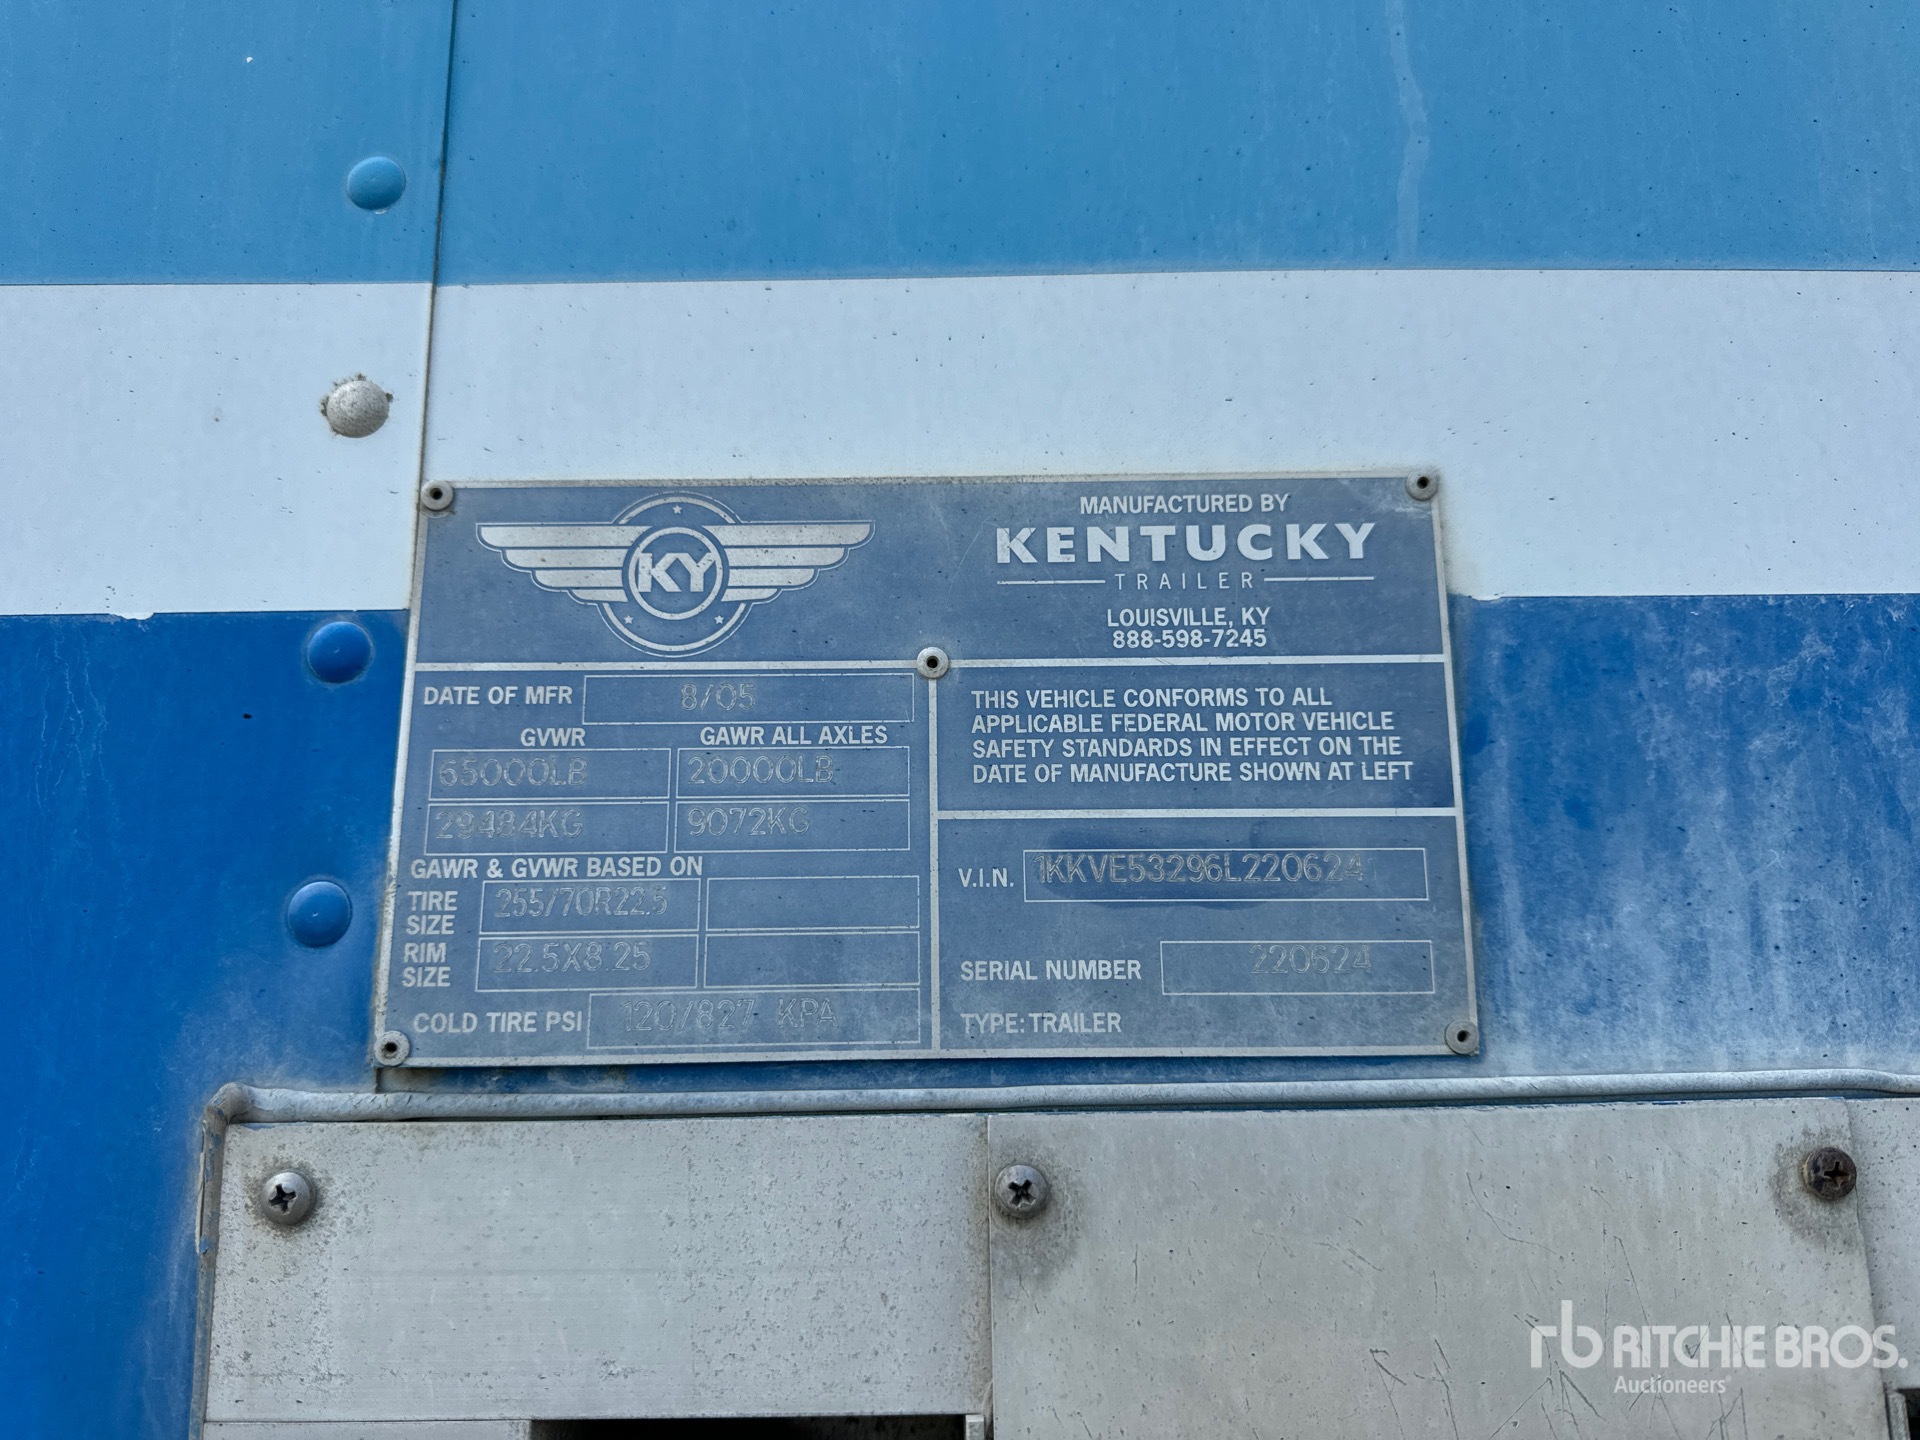 KY
MANUFACTURED BY
KENTUCKY
TRAILER
LOUISVILLE, KY
888-598-7245
DATE OF MFR 8/05
GVWR GAWR ALL AXLES
65000LB 20000LB
29484KG 9072KG
GAWR & GVWR BASED ON
TIRE SIZE 255/70R22.5
RIM SIZE 22.5X8.25
COLD TIRE PSI 120/827 KPA
THIS VEHICLE CONFORMS TO ALL
APPLICABLE FEDERAL MOTOR VEHICLE
SAFETY STANDARDS IN EFFECT ON THE
DATE OF MANUFACTURE SHOWN AT LEFT
V.I.N. 1KKVE53296L220624
SERIAL NUMBER 220624
TYPE: TRAILER
rb RITCHIE BROS.
Auctioneers